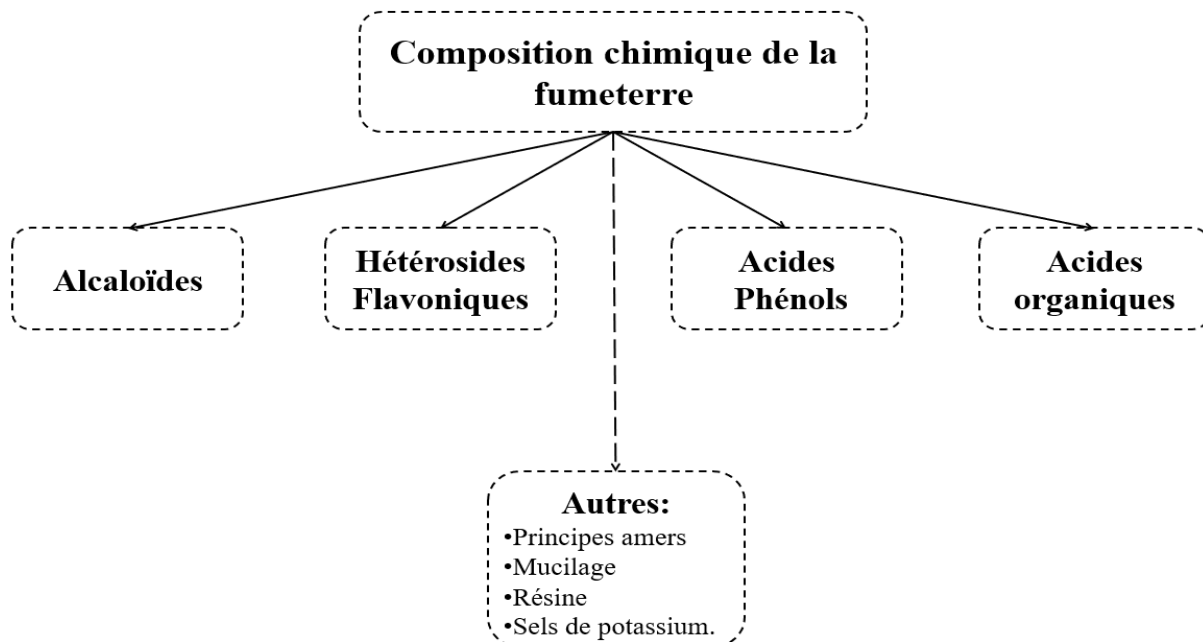 Composition chimique de la
fumeterre
Alcaloïdes
Hétérosides
Flavoniques
Acides
Phénols
Acides
organiques
Autres:
•Principes amers
•Mucilage
•Résine
•Sels de potassium.